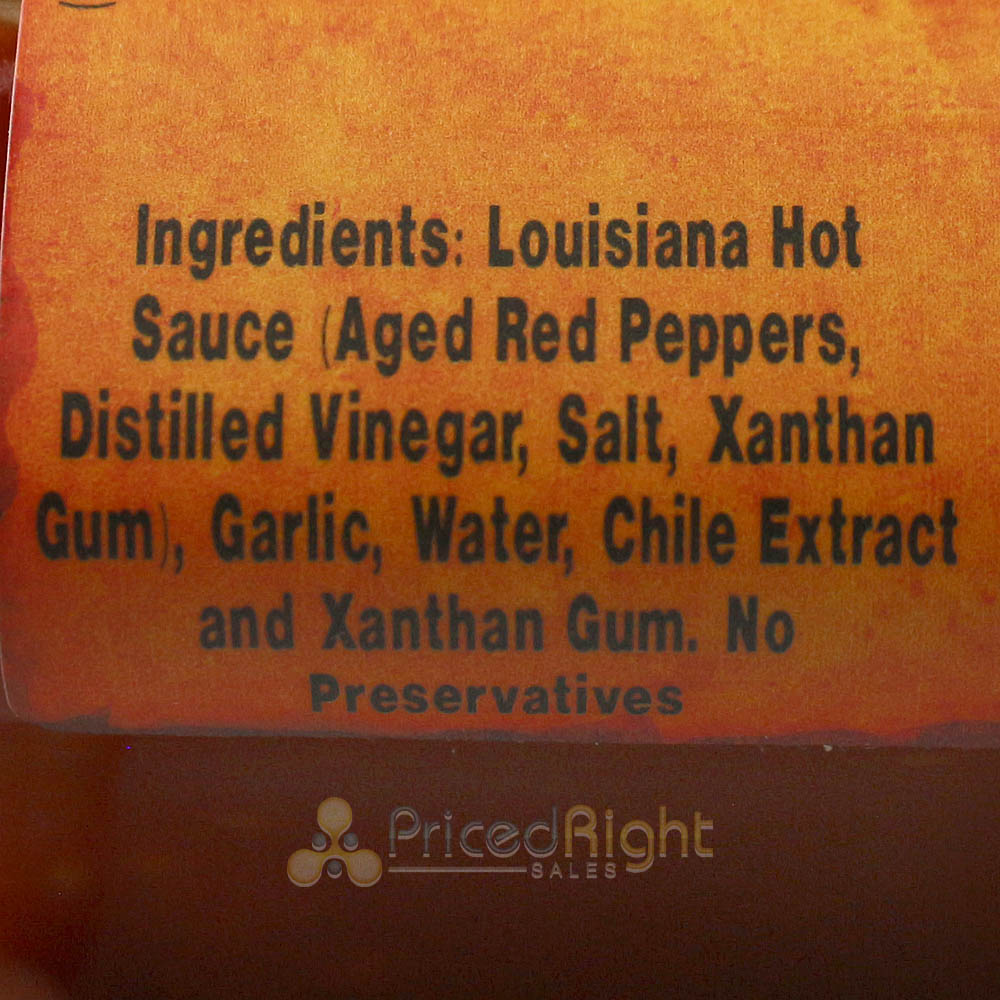 Ingredients: Louisiana Hot
Sauce (Aged Red Peppers,
Distilled Vinegar, Salt, Xanthan
Gum), Garlic, Water, Chile Extract
and Xanthan Gum. No
Preservatives
PricedRight
SALES